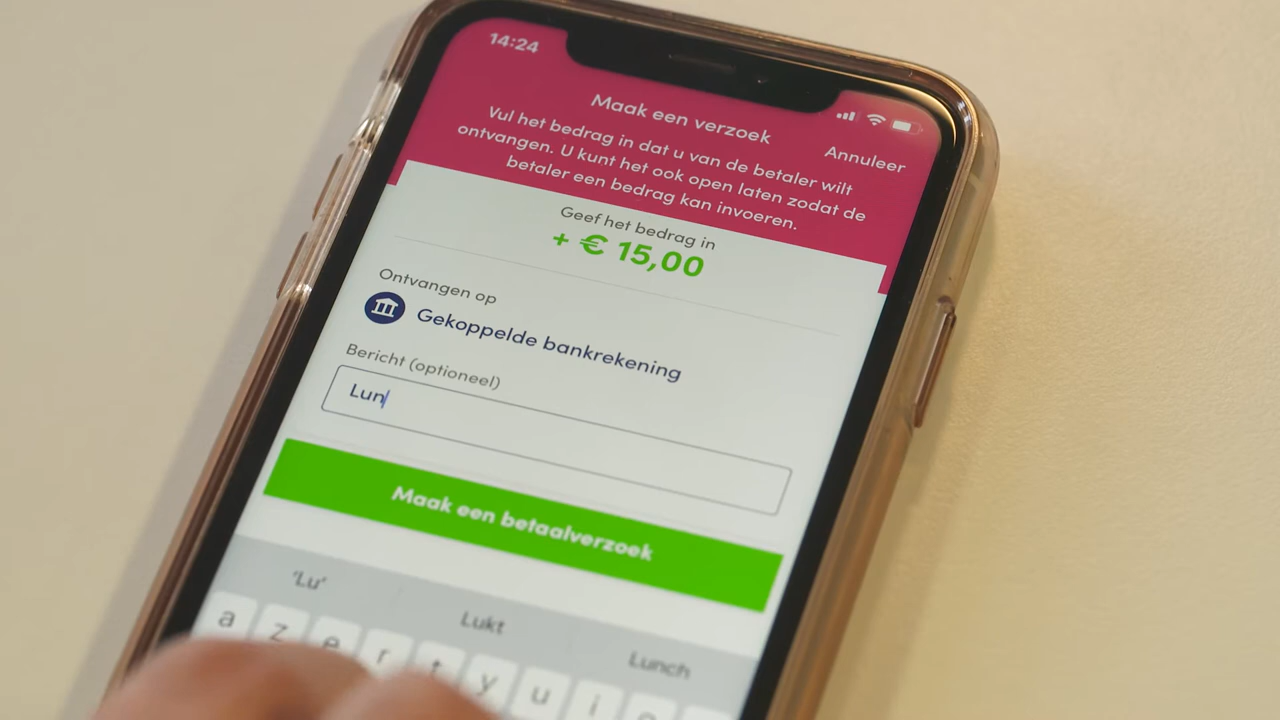 14:24
Maak een verzoek
Annuleer
Vul het bedrag in dat u van de betaler wilt
ontvangen. U kunt het ook open laten zodat de
betaler een bedrag kan invoeren.
Geef het bedrag in
+ € 15,00
Ontvangen op
Gekoppelde bankrekening
Bericht (optioneel)
Lun
Maak een betaalverzoek
'Lu'
Lukt
Lunch
a z e r t y u i